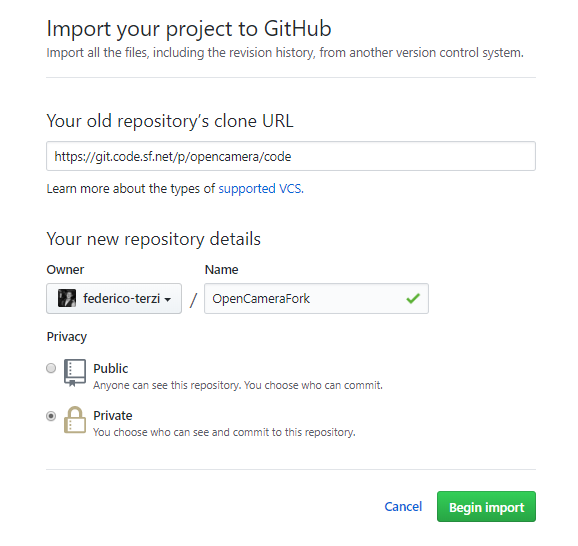 Import your project to GitHub
Import all the files, including the revision history, from another version control system.
Your old repository's clone URL
https://git.code.sf.net/p/opencamera/code
Learn more about the types of supported VCS.
Your new repository details
Owner Name
federico-terzi / OpenCameraFork
Privacy
Public
Anyone can see this repository. You choose who can commit.
Private
You choose who can see and commit to this repository.
Cancel Begin import